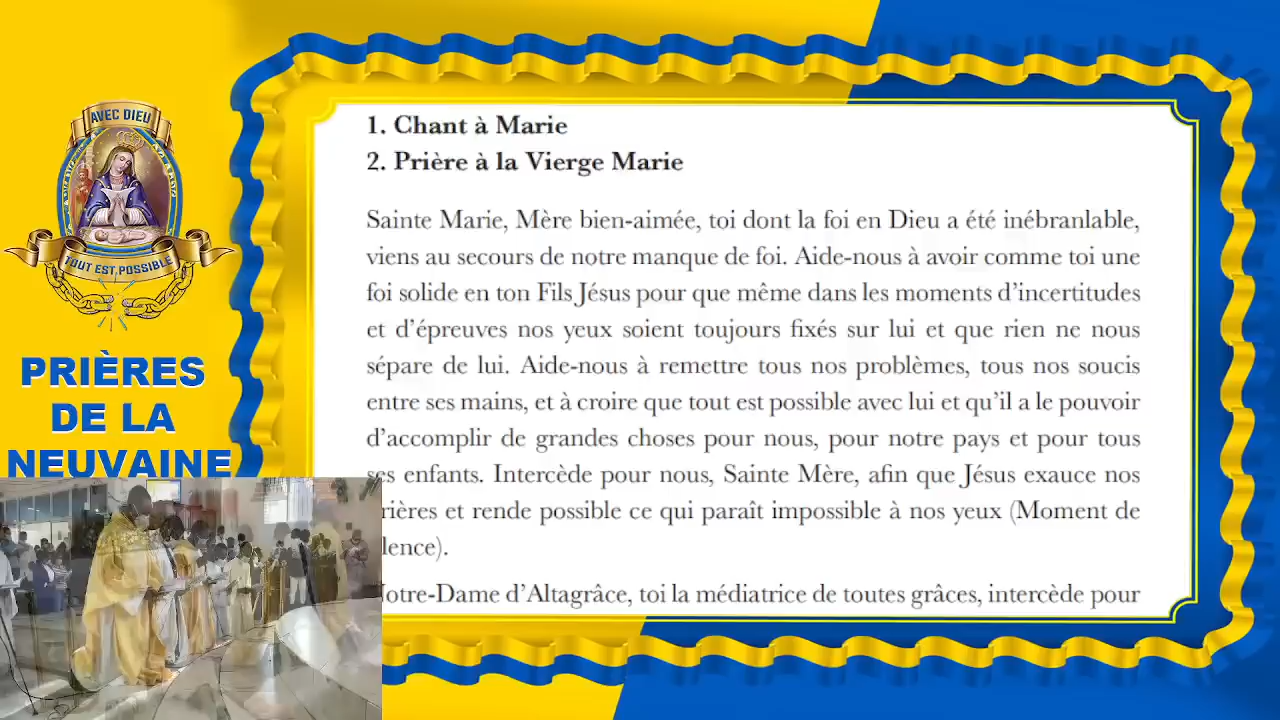 AVEC DIEU
TOUT EST POSSIBLE
PRIÈRES
DE LA
NEUVAINE
1. Chant à Marie
2. Prière à la Vierge Marie
Sainte Marie, Mère bien-aimée, toi dont la foi en Dieu a été inébranlable,
viens au secours de notre manque de foi. Aide-nous à avoir comme toi une
foi solide en ton Fils Jésus pour que même dans les moments d’incertitudes
et d’épreuves nos yeux soient toujours fixés sur lui et que rien ne nous
sépare de lui. Aide-nous à remettre tous nos problèmes, tous nos soucis
entre ses mains, et à croire que tout est possible avec lui et qu’il a le pouvoir
d’accomplir de grandes choses pour nous, pour notre pays et pour tous
ses enfants. Intercède pour nous, Sainte Mère, afin que Jésus exauce nos
rières et rende possible ce qui paraît impossible à nos yeux (Moment de
lence).
otre-Dame d’Altagrâce, toi la médiatrice de toutes grâces, intercède pour